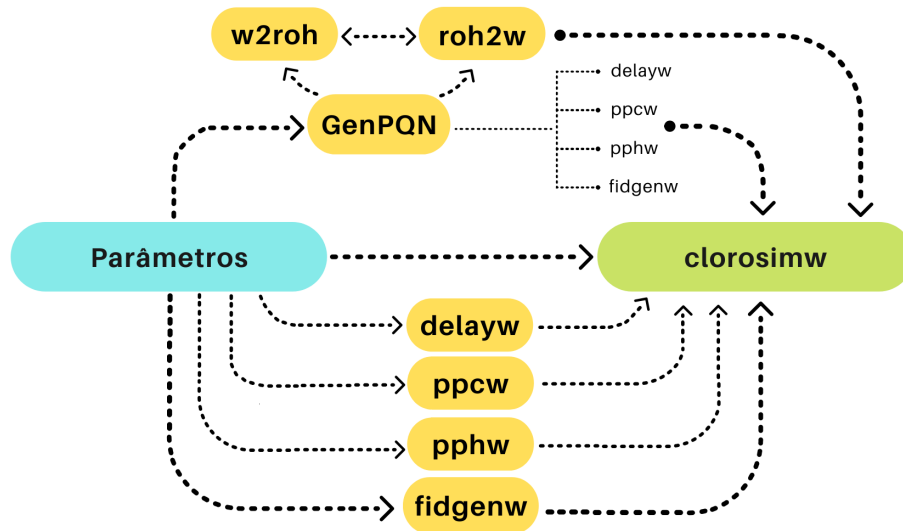 w2roh
roh2w
GenPQN
delayw
ppcw
pphw
fidgenw
Parâmetros
clorosimw
delayw
ppcw
pphw
fidgenw